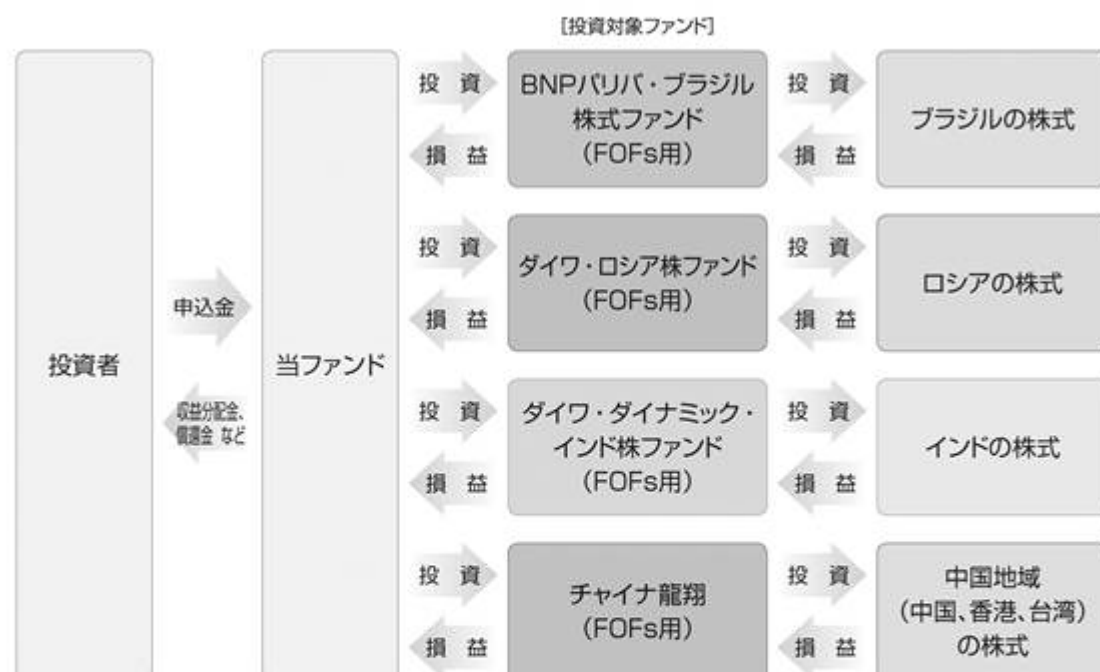 [投資対象ファンド]
投資者
申込金
収益分配金、
償還金 など
当ファンド
投 資
損 益
BNPパリバ・ブラジル
株式ファンド
(FOFs用)
投 資
損 益
ブラジルの株式
投 資
損 益
ダイワ・ロシア株ファンド
(FOFs用)
投 資
損 益
ロシアの株式
投 資
損 益
ダイワ・ダイナミック・
インド株ファンド
(FOFs用)
投 資
損 益
インドの株式
投 資
損 益
チャイナ龍翔
(FOFs用)
投 資
損 益
中国地域
(中国、香港、台湾)
の株式